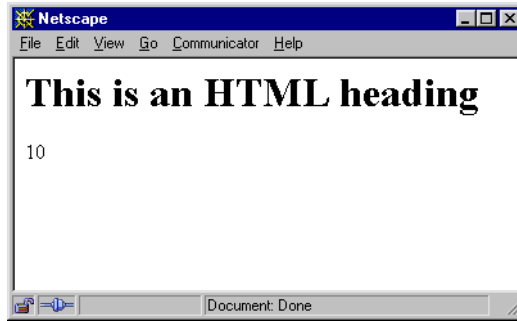 Netscape
File Edit View Go Communicator Help
This is an HTML heading
10
Document: Done